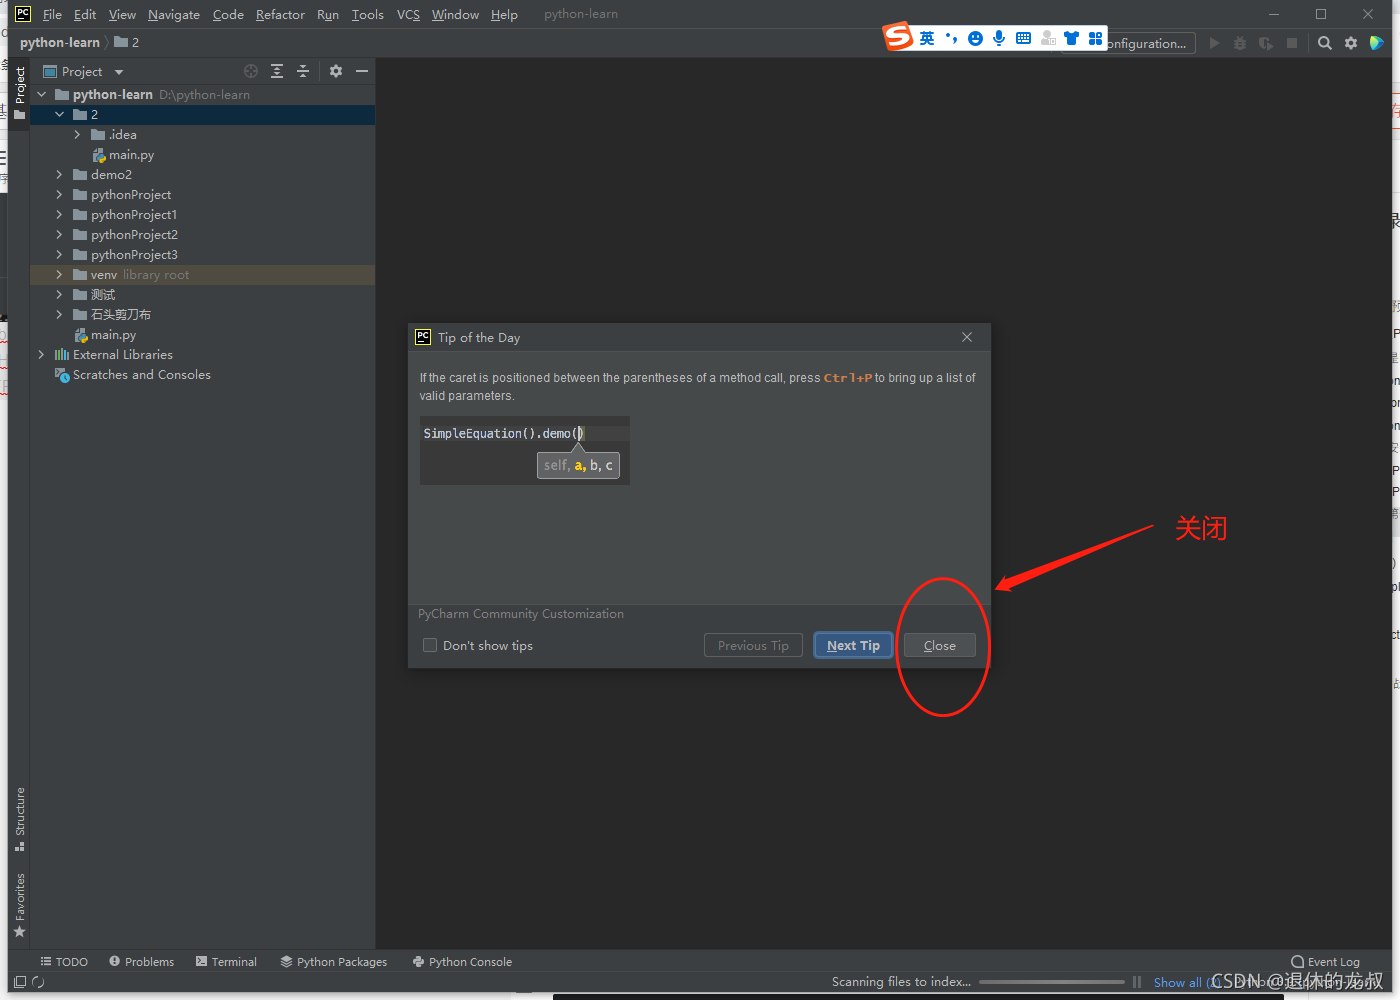 File Edit View Navigate Code Refactor Run Tools VCS Window Help python-learn
python-learn 2
英
onfiguration...
Project
Project
python-learn D:\python-learn
2
.idea
main.py
demo2
pythonProject
pythonProject1
pythonProject2
pythonProject3
venv library root
测试
石头剪刀布
main.py
External Libraries
Scratches and Consoles
Tip of the Day
If the caret is positioned between the parentheses of a method call, press Ctrl+P to bring up a list of
valid parameters.
SimpleEquation().demo()
self, a, b, c
关闭
PyCharm Community Customization
Don't show tips
Previous Tip
Next Tip
Close
Structure
Favorites
TODO Problems Terminal Python Packages Python Console Event Log
Scanning files to index... Show all
CSDN @退休的龙叔